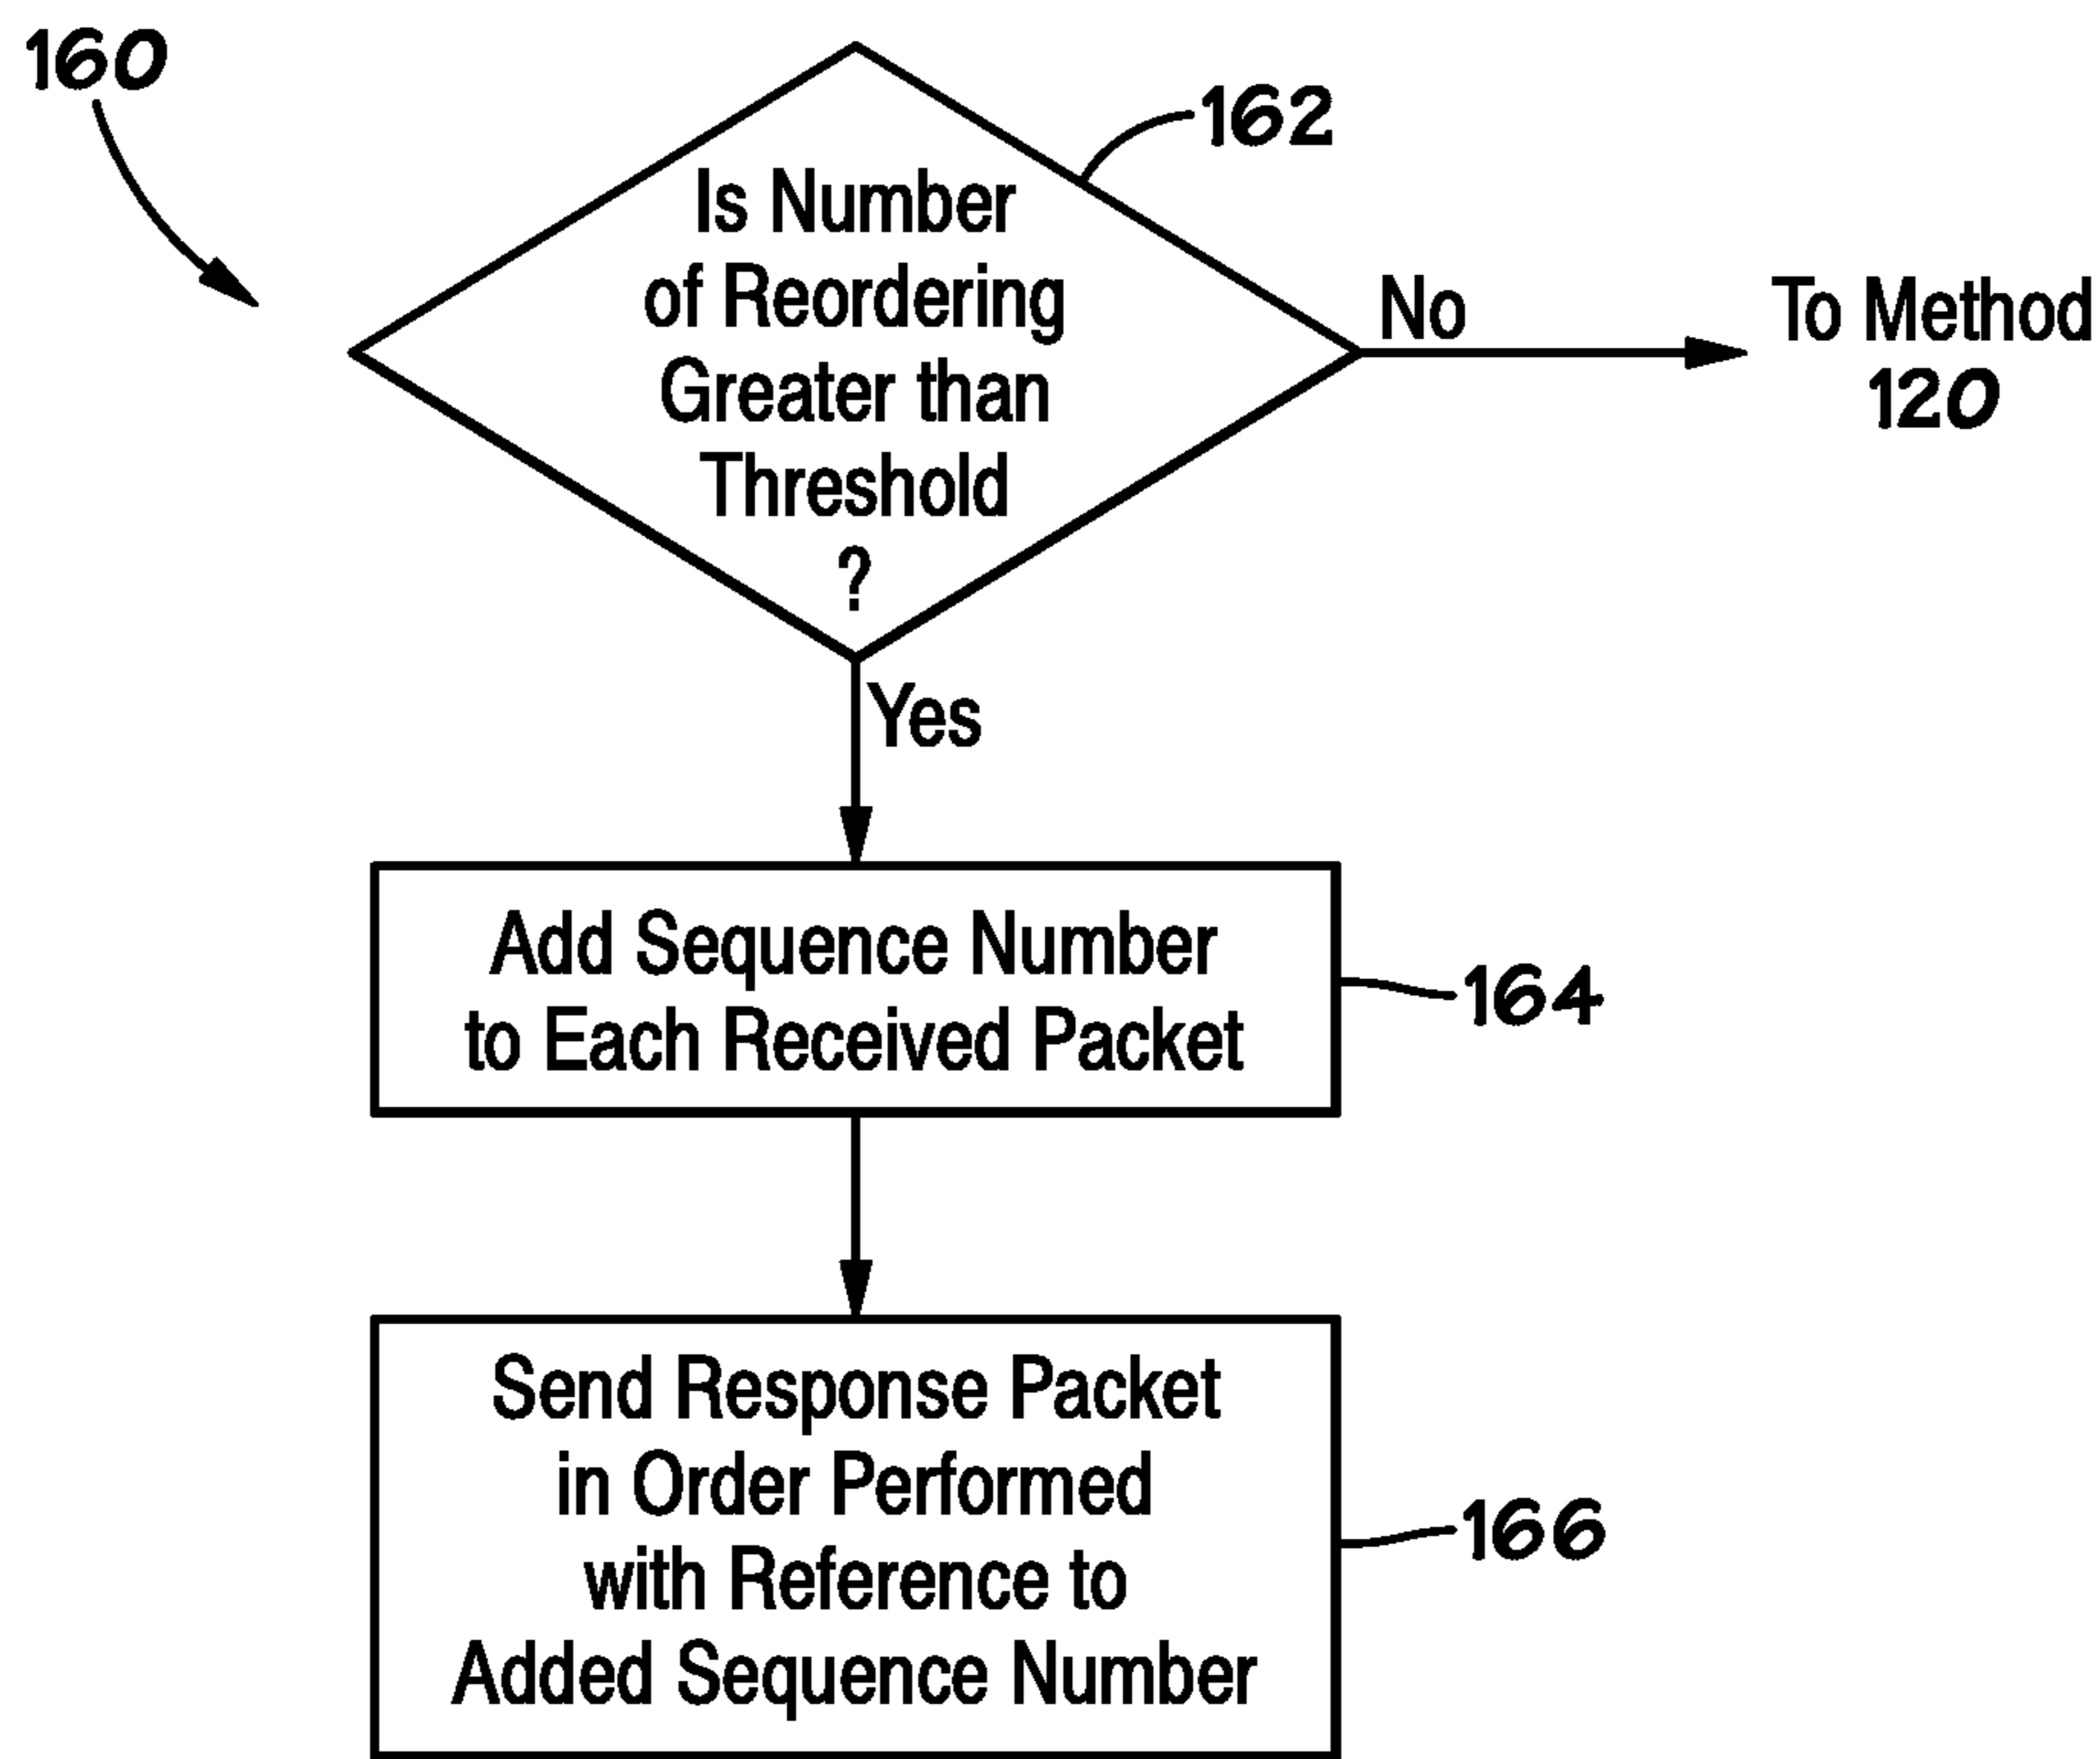 160
162
Is Number
of Reordering
Greater than
Threshold
?
No
To Method
120
Yes
Add Sequence Number
to Each Received Packet
164
Send Response Packet
in Order Performed
with Reference to
Added Sequence Number
166